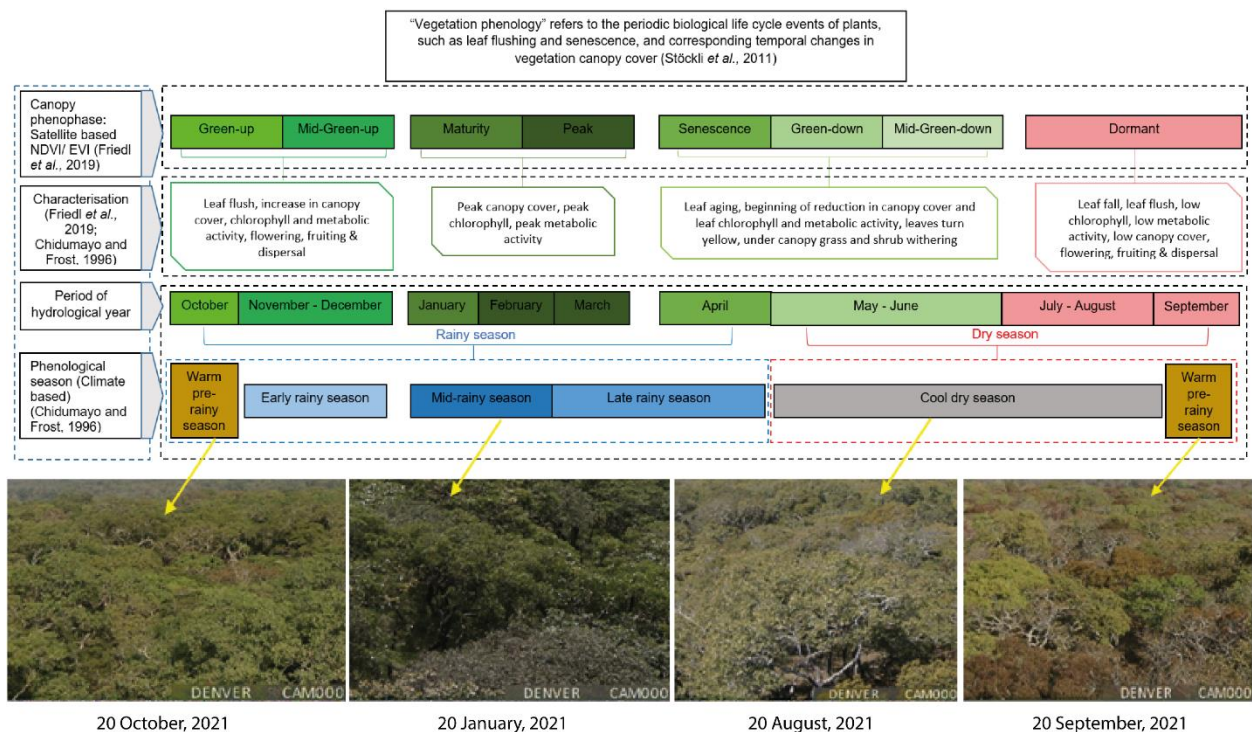 “Vegetation phenology” refers to the periodic biological life cycle events of plants,
such as leaf flushing and senescence, and corresponding temporal changes in
vegetation canopy cover (Stöckli et al., 2011)
Canopy
phenophase:
Satellite based
NDVI/ EVI (Friedl
et al., 2019)
Green-up
Mid-Green-up
Maturity
Peak
Senescence
Green-down
Mid-Green-down
Dormant
Characterisation
(Friedl et al.,
2019;
Chidumayo and
Frost, 1996)
Leaf flush, increase in canopy
cover, chlorophyll and metabolic
activity, flowering, fruiting &
dispersal
Peak canopy cover, peak
chlorophyll, peak metabolic
activity
Leaf aging, beginning of reduction in canopy cover and
leaf chlorophyll and metabolic activity, leaves turn
yellow, under canopy grass and shrub withering
Leaf fall, leaf flush, low
chlorophyll, low metabolic
activity, low canopy cover,
flowering, fruiting & dispersal
Period of
hydrological year
October
November - December
January
February
March
April
May - June
July - August
September
Rainy season
Dry season
Phenological
season (Climate
based)
(Chidumayo and
Frost, 1996)
Warm
pre-
rainy
season
Early rainy season
Mid-rainy season
Late rainy season
Cool dry season
Warm
pre-
rainy
season
DENVER CAM000
DENVER CAM000
DENVER CAM000
DENVER CAM000
20 October, 2021
20 January, 2021
20 August, 2021
20 September, 2021